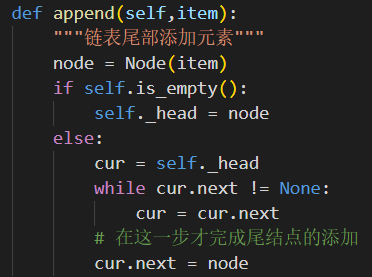 def append(self,item):
    """链表尾部添加元素"""
    node = Node(item)
    if self.is_empty():
        self._head = node
    else:
        cur = self._head
        while cur.next != None:
            cur = cur.next
        # 在这一步才完成尾结点的添加
        cur.next = node